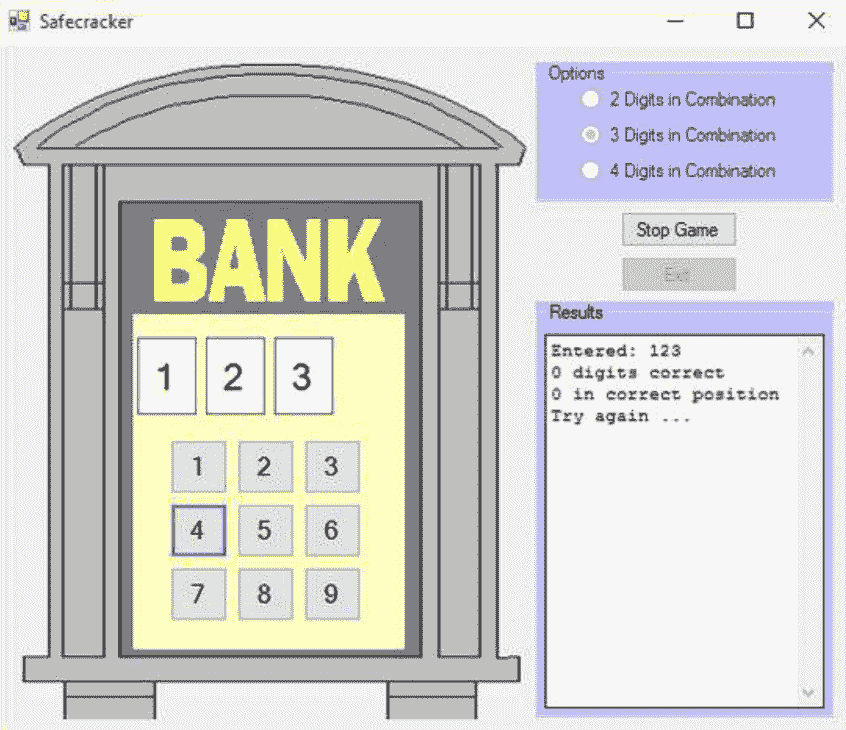 Safecracker
Options
2 Digits in Combination
3 Digits in Combination
4 Digits in Combination
BANK
Stop Game
Exit
Results
1 2 3
Entered: 123
0 digits correct
0 in correct position
Try again ...
1 2 3
4 5 6
7 8 9